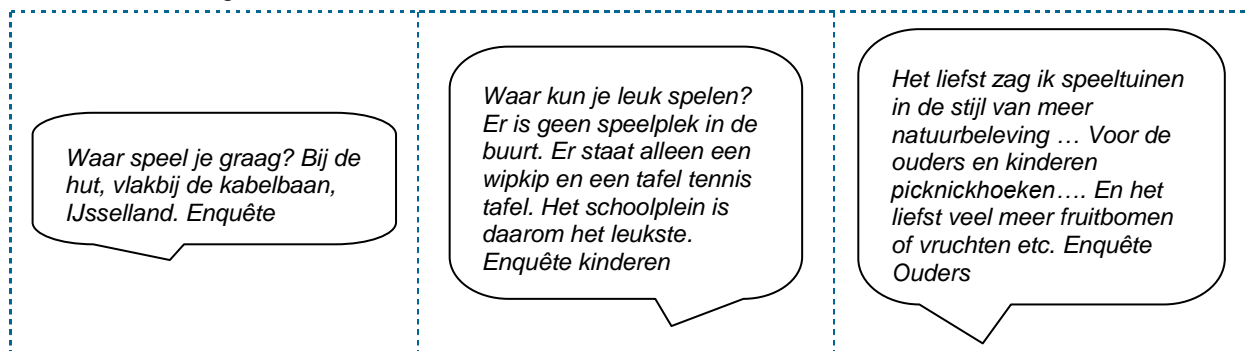 Waar speel je graag? Bij de
hut, vlakbij de kabelbaan,
IJsselland. Enquête
Waar kun je leuk spelen?
Er is geen speelplek in de
buurt. Er staat alleen een
wipkip en een tafel tennis
tafel. Het schoolplein is
daarom het leukste.
Enquête kinderen
Het liefst zag ik speeltuinen
in de stijl van meer
natuurbeleving … Voor de
ouders en kinderen
picknickhoeken…. En het
liefst veel meer fruitbomen
of vruchten etc. Enquête
Ouders